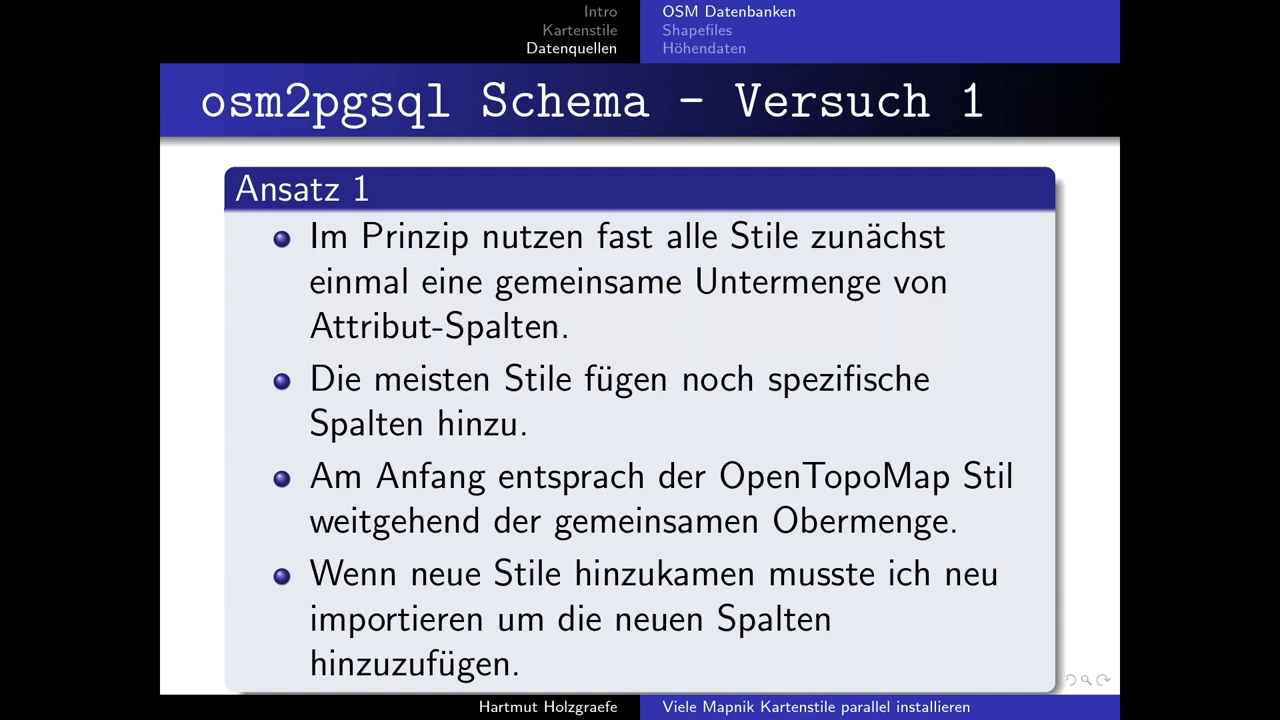 Intro
Kartenstile
Datenquellen
OSM Datenbanken
Shapefiles
Höhendaten
osm2pgsql Schema - Versuch 1
Ansatz 1
Im Prinzip nutzen fast alle Stile zunächst
einmal eine gemeinsame Untermenge von
Attribut-Spalten.
Die meisten Stile fügen noch spezifische
Spalten hinzu.
Am Anfang entsprach der OpenTopoMap Stil
weitgehend der gemeinsamen Obermenge.
Wenn neue Stile hinzukamen musste ich neu
importieren um die neuen Spalten
hinzuzufügen.
Hartmut Holzgraefe
Viele Mapnik Kartenstile parallel installieren